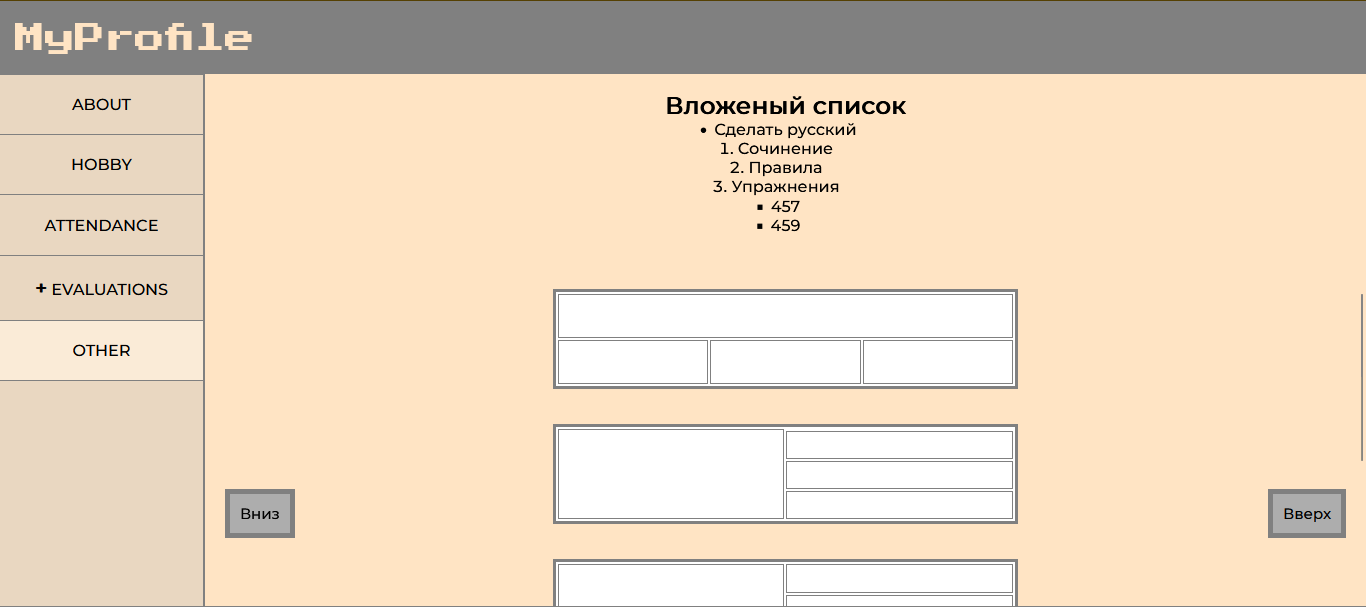 MyProfile
ABOUT
HOBBY
ATTENDANCE
+ EVALUATIONS
OTHER
Вложеный список
• Сделать русский
1. Сочинение
2. Правила
3. Упражнения
▪ 457
▪ 459
Вниз
Вверх